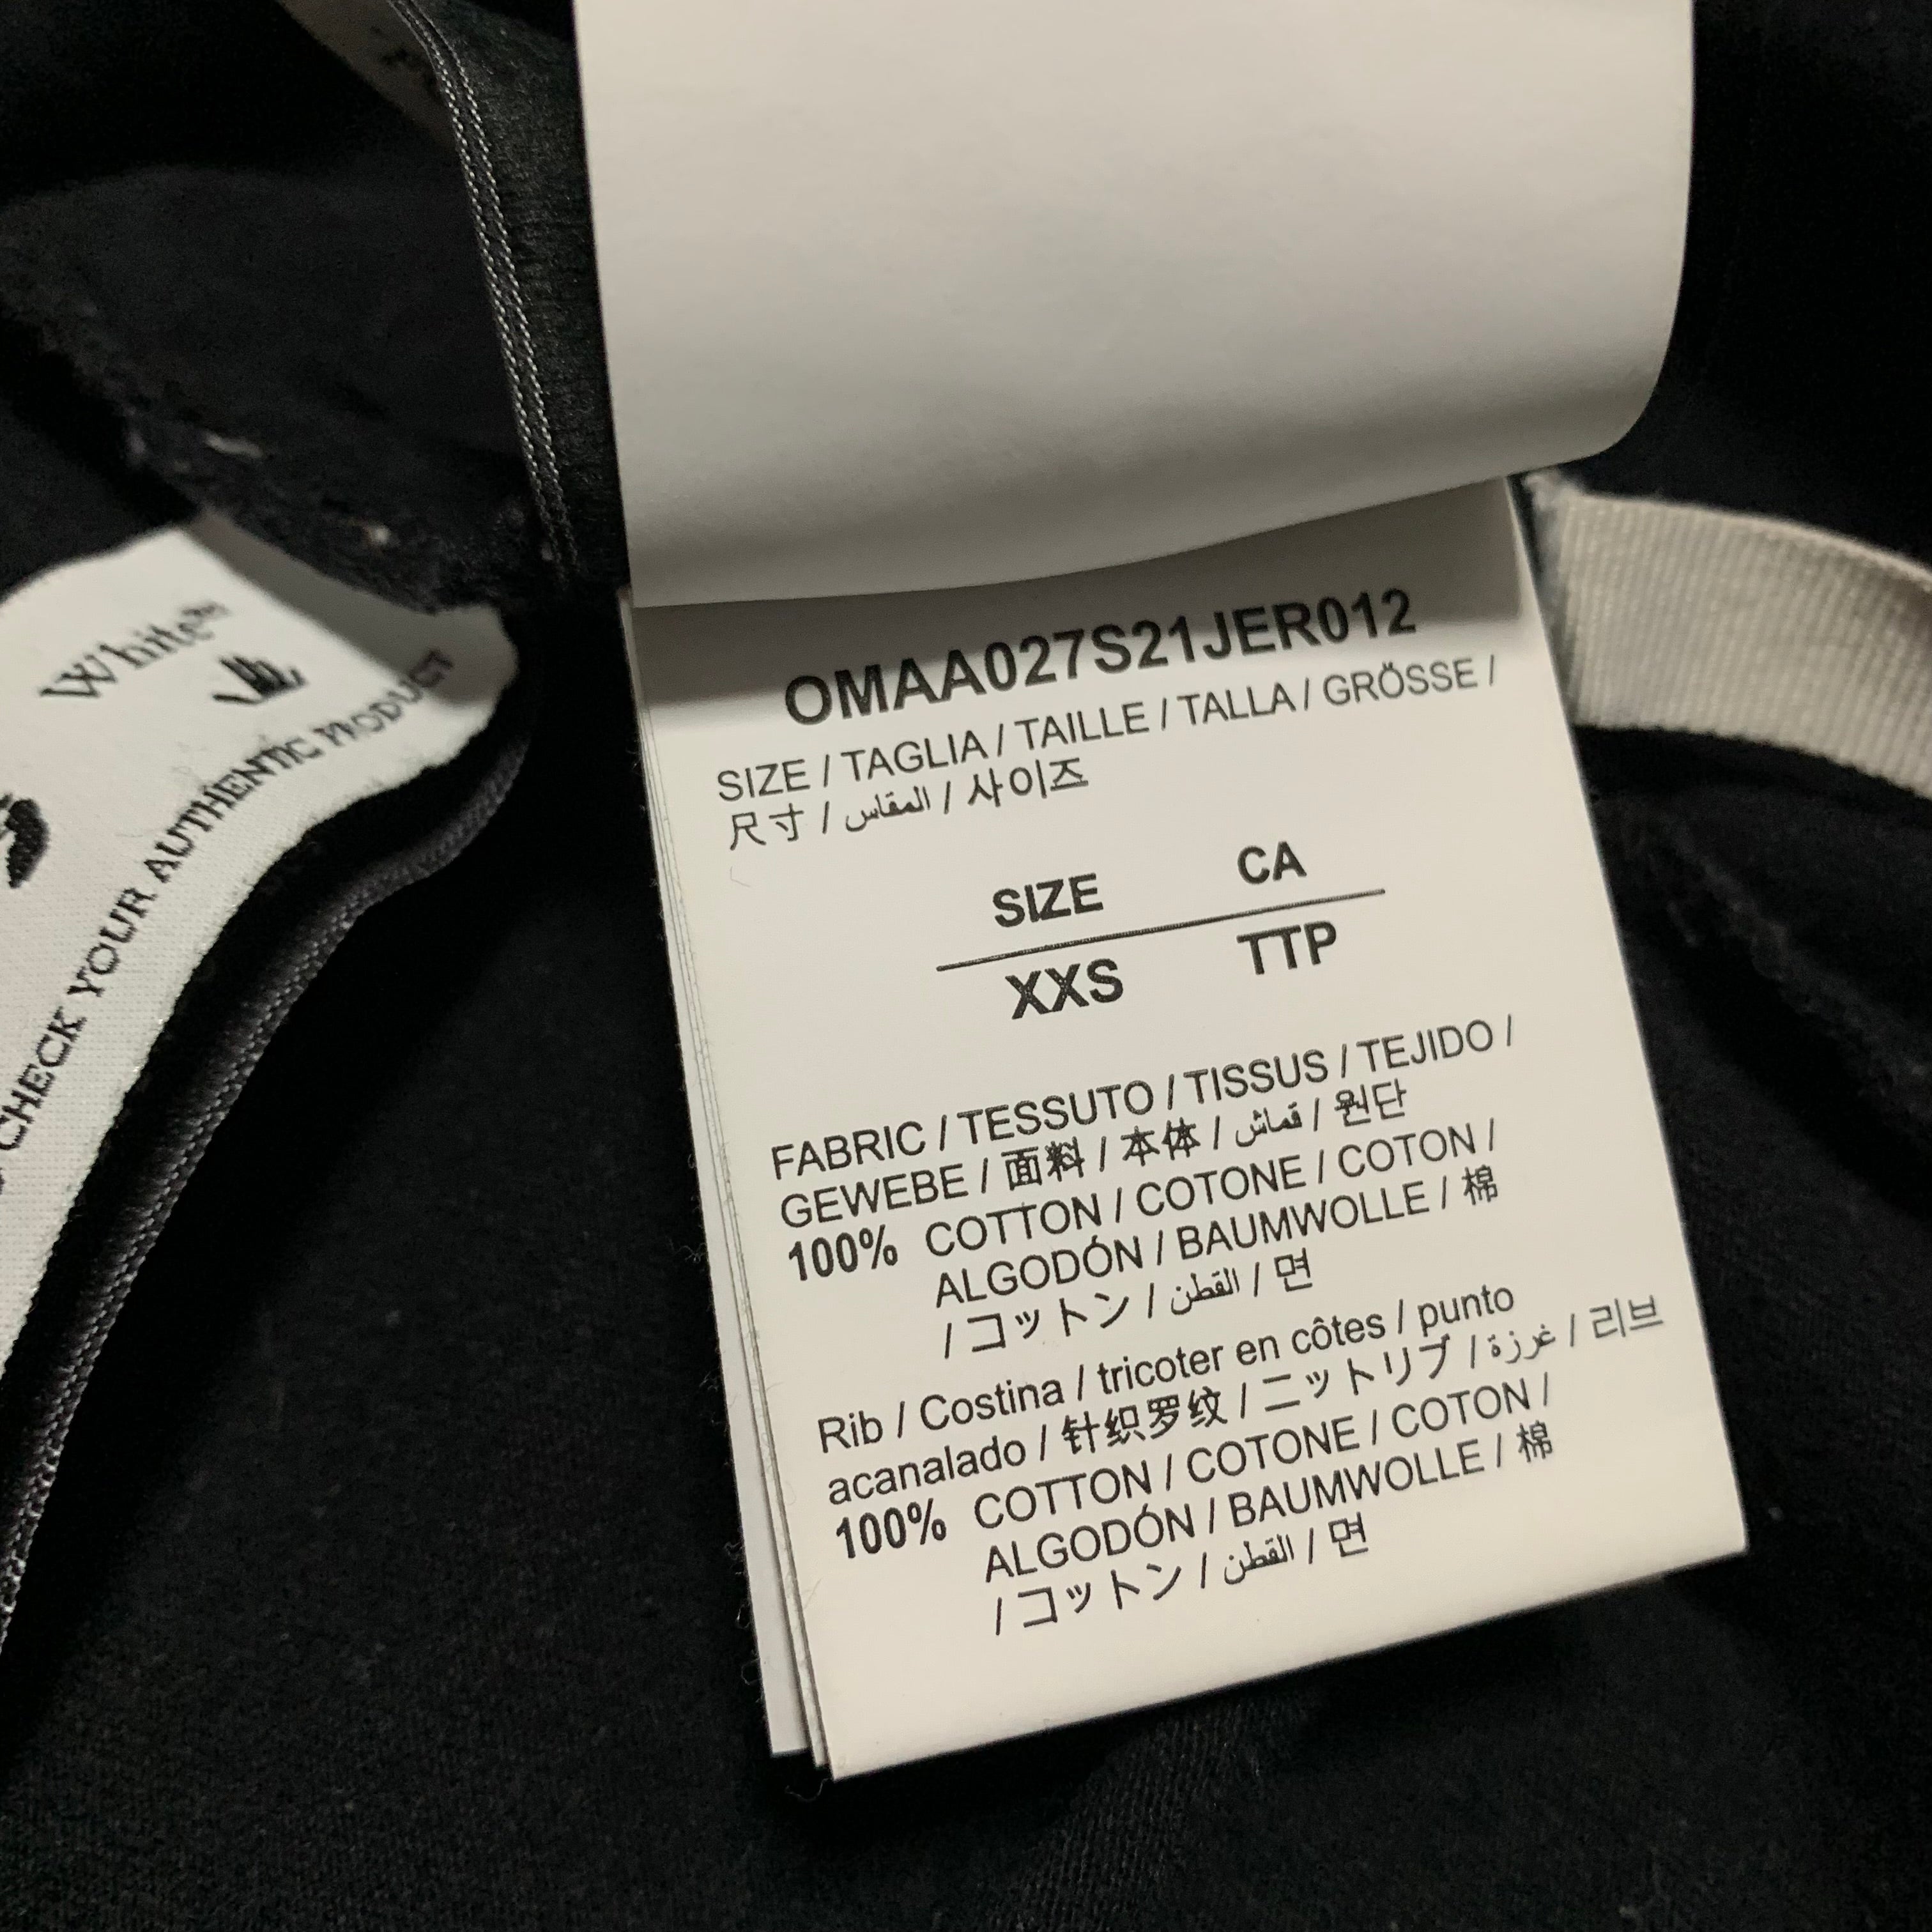 White™
CHECK YOUR AUTHENTIC PRODUCT
OMAA027S21JER012
SIZE / TAGLIA / TAILLE / TALLA / GRÖSSE /
尺寸 / المقاس / 사이즈
SIZE CA
XXS TTP
FABRIC / TESSUTO / TISSUS / TEJIDO /
GEWEBE / 面料 / 本体 / قماش / 원단
100% COTTON / COTONE / COTON /
ALGODÓN / BAUMWOLLE / 棉
/ コットン / القطن / 면
Rib / Costina / tricoter en côtes / punto
acanalado / 针织罗纹 / ニットリブ / غرزة / 리브
100% COTTON / COTONE / COTON /
ALGODÓN / BAUMWOLLE / 棉
/ コットン / القطن / 면